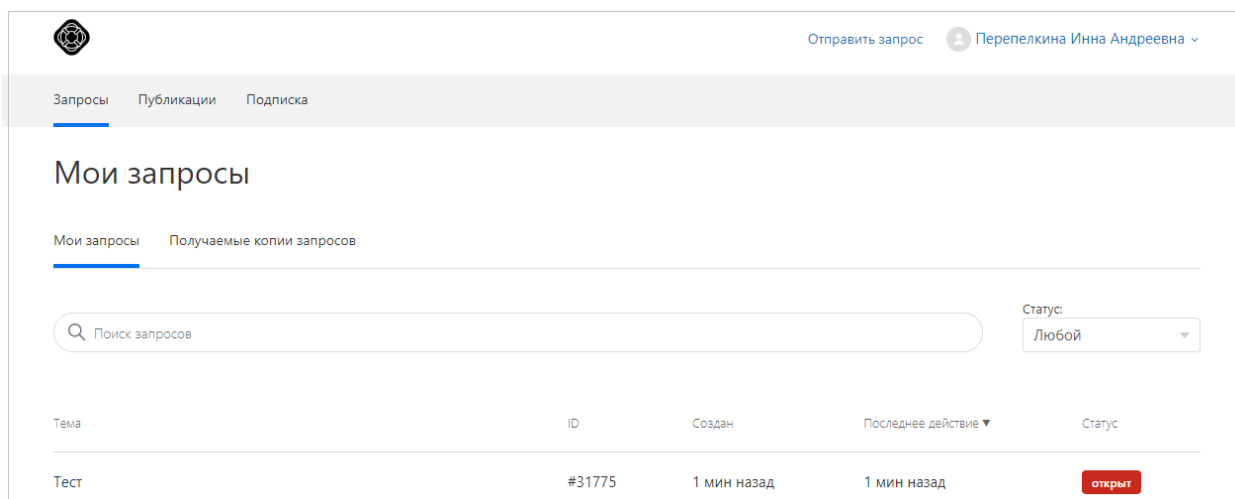 Отправить запрос Перепелкина Инна Андреевна
Запросы Публикации Подписка
Мои запросы
Мои запросы Получаемые копии запросов
Статус:
Поиск запросов Любой
Тема ID Создан Последнее действие ▼ Статус
Тест #31775 1 мин назад 1 мин назад открыт